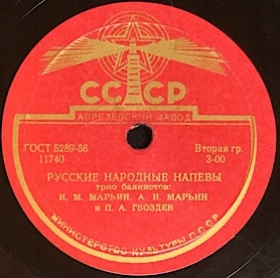 СССР
АПРЕЛЕВСКИЙ ЗАВОД
ГОСТ 5289-56
11740
Вторая гр.
3-00
РУССКИЕ НАРОДНЫЕ НАПЕВЫ
трио баянистов:
И. М. МАРЬИН, А. И. МАРЬИН
и П. А. ГВОЗДЕВ
МИНИСТЕРСТВО КУЛЬТУРЫ СССР